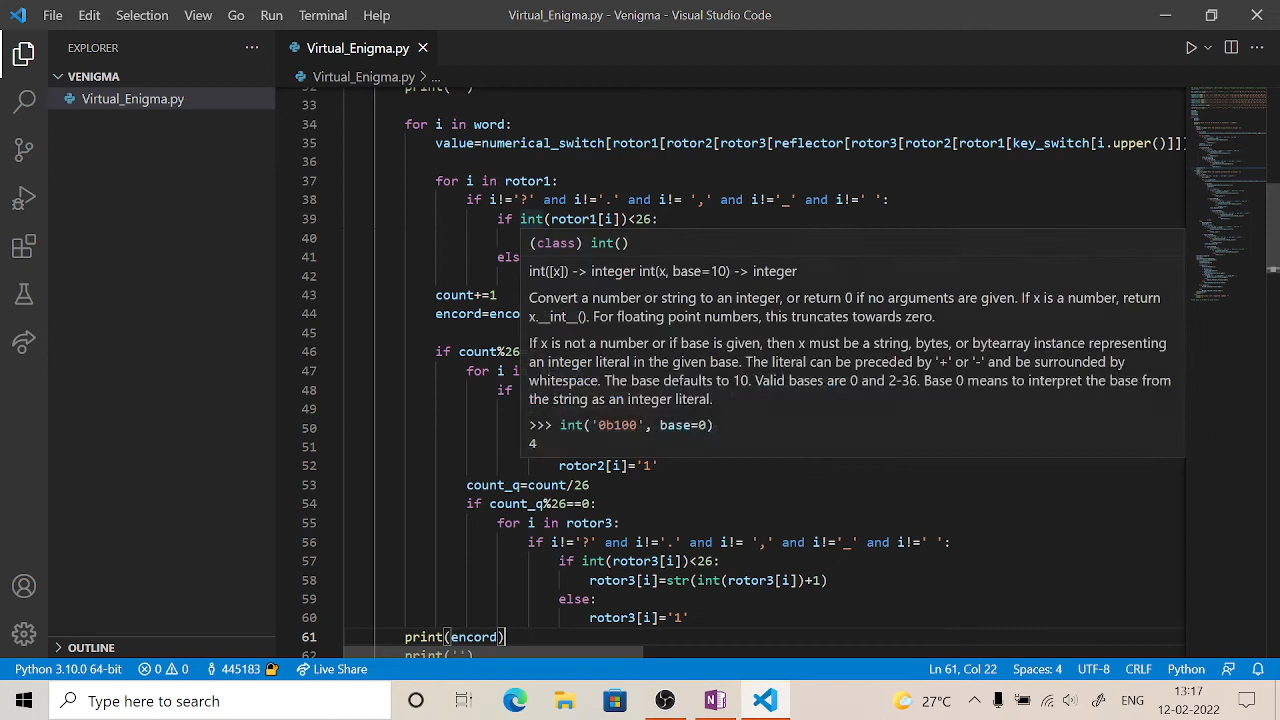 File Edit Selection View Go Run Terminal Help
Virtual_Enigma.py - Venigma - Visual Studio Code
EXPLORER
VENIGMA
Virtual_Enigma.py
OUTLINE
Virtual_Enigma.py
Virtual_Enigma.py > ...
33
34 for i in word:
35 value=numerical_switch[rotor1[rotor2[rotor3[reflector[rotor3[rotor2[rotor1[key_switch[i.upper()]]
37 for i in rotor1:
38 if i!='?' and i!='.' and i!= ',' and i!='_' and i!=' ':
39 if int(rotor1[i])<26:
40
41 els
42
43 count+=1
44 encord=enco
45
46 if count%26
47 for i i
48 if
49
50
51
52 rotor2[i]='1'
53 count_q=count/26
54 if count_q%26==0:
55 for i in rotor3:
56 if i!='?' and i!='.' and i!= ',' and i!='_' and i!=' ':
57 if int(rotor3[i])<26:
58 rotor3[i]=str(int(rotor3[i])+1)
59 else:
60 rotor3[i]='1'
61 print(encord)
62 print('')
(class) int()
int([x]) -> integer int(x, base=10) -> integer
Convert a number or string to an integer, or return 0 if no arguments are given. If x is a number, return
x.__int__(). For floating point numbers, this truncates towards zero.
If x is not a number or if base is given, then x must be a string, bytes, or bytearray instance representing
an integer literal in the given base. The literal can be preceded by '+' or '-' and be surrounded by
whitespace. The base defaults to 10. Valid bases are 0 and 2-36. Base 0 means to interpret the base from
the string as an integer literal.
>>> int('0b100', base=0)
4
Python 3.10.0 64-bit 0 0 445183 Live Share
Ln 61, Col 22 Spaces: 4 UTF-8 CRLF Python
Type here to search
27°C ENG
13:17
12-02-2022